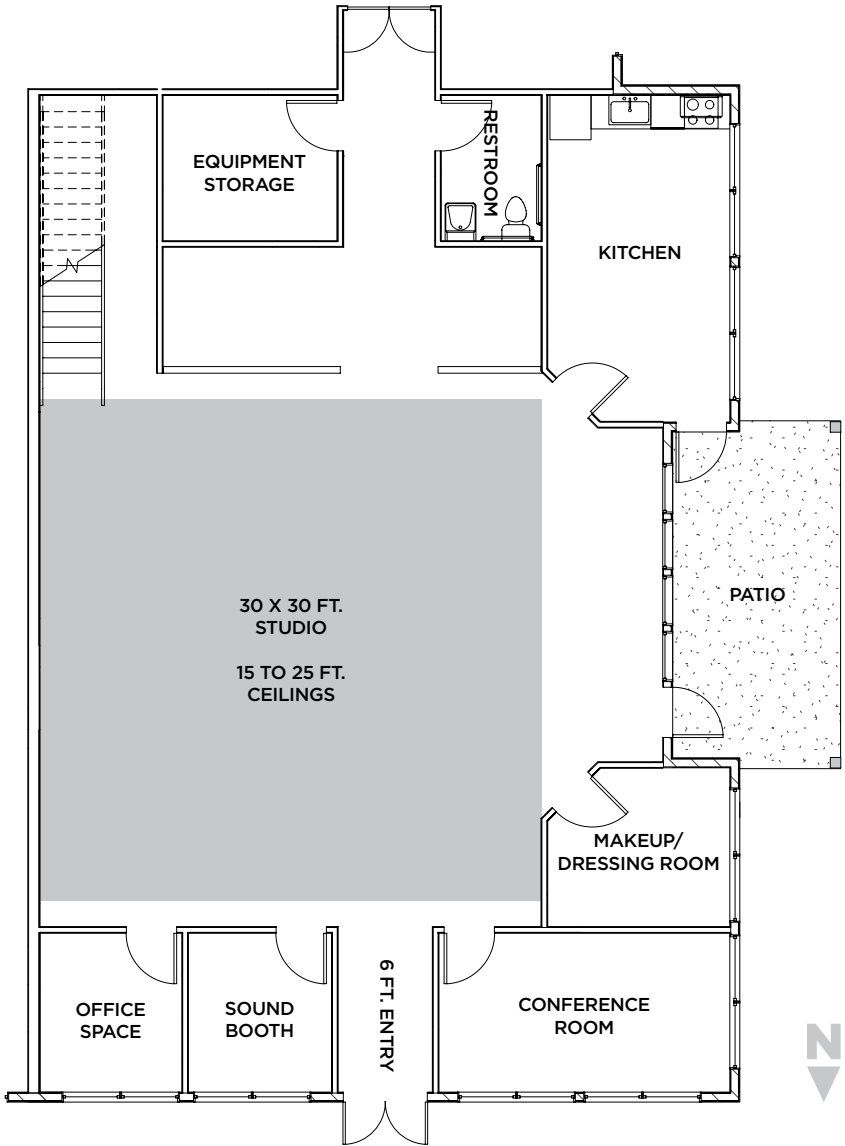 EQUIPMENT
STORAGE
RESTROOM
KITCHEN
30 X 30 FT.
STUDIO
15 TO 25 FT.
CEILINGS
PATIO
MAKEUP/
DRESSING ROOM
OFFICE
SPACE
SOUND
BOOTH
6 FT. ENTRY
CONFERENCE
ROOM
N